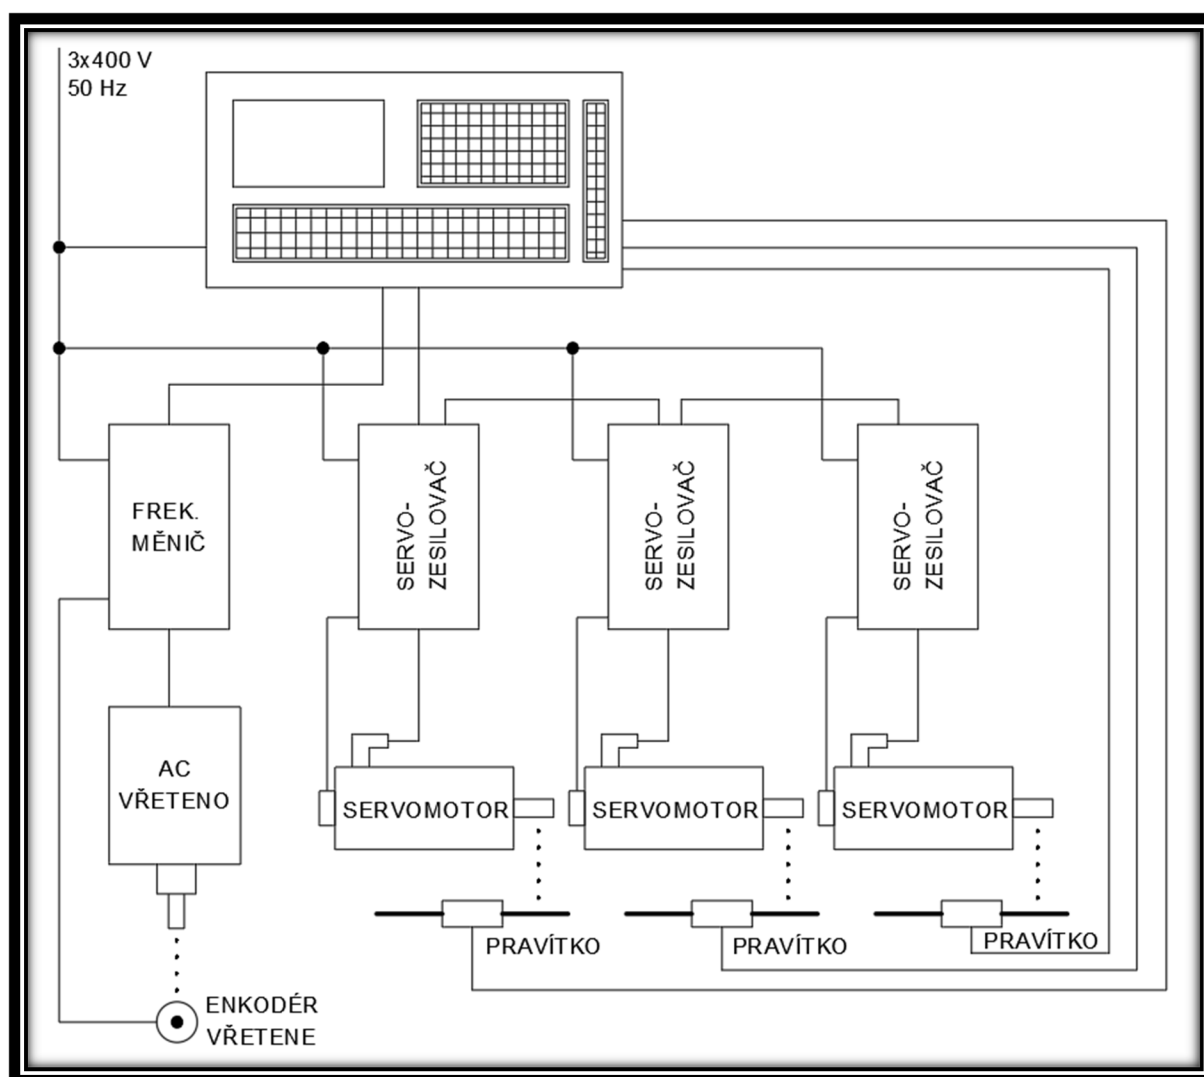 3x400 V
50 Hz
FREK.
MĚNIČ
SERVO-
ZESILOVAČ
SERVO-
ZESILOVAČ
SERVO-
ZESILOVAČ
AC
VŘETENO
SERVOMOTOR
SERVOMOTOR
SERVOMOTOR
PRAVÍTKO
PRAVÍTKO
PRAVÍTKO
ENKODÉR
VŘETENE